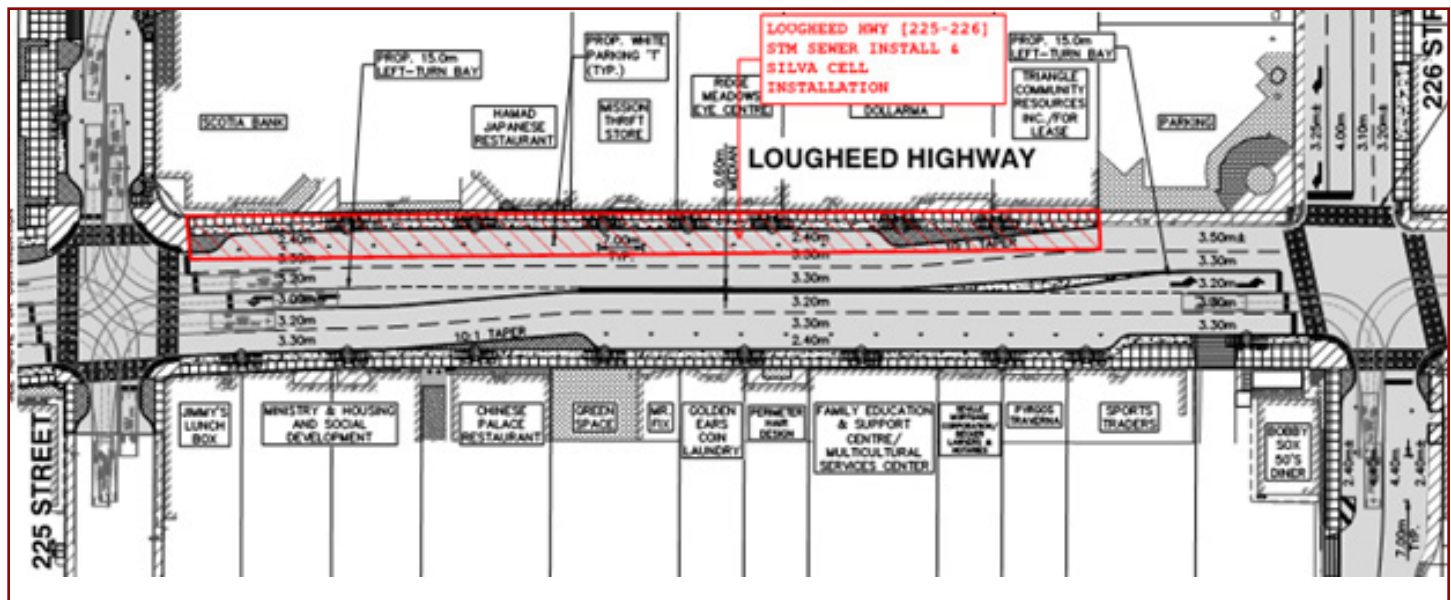 LOUGHEED HWY [225-226]
STM SEWER INSTALL &
SILVA CELL
INSTALLATION
PROP. 15.0m
LEFT-TURN BAY
PROP. WHITE
PARKING "T"
(TYP.)
PROP. 15.0m
LEFT-TURN BAY
226 STR
SCOTIA BANK
HAMAD
JAPANESE
RESTAURANT
MISSION
THRIFT
STORE
RIDGE
MEADOWS
EYE CENTRE
DOLLARMA
TRIANGLE
COMMUNITY
RESOURCES
INC./FOR
LEASE
PARKING
3.25m±
4.00m
3.10m
3.20m±
0.60m
MEDIAN
LOUGHEED HIGHWAY
2.40m
7.00m
TYP.
2.40m
10:1 TAPER
3.50m±
3.30m
3.30m
3.30m
3.20m
3.30m
3.20m
3.00m
3.20m
3.20m
3.30m
3.30m
3.30m
10:1 TAPER
2.40m
225 STREET
JIMMY'S
LUNCH
BOX
MINISTRY & HOUSING
AND SOCIAL
DEVELOPMENT
CHINESE
PALACE
RESTAURANT
GREEN
SPACE
MR.
FIX
GOLDEN
EARS
COIN
LAUNDRY
PERIMETER
HAIR
DESIGN
FAMILY EDUCATION
& SUPPORT
CENTRE/
MULTICULTURAL
SERVICES CENTER
PYRGOS
TRAVERNA
SPORTS
TRADERS
BOBBY
SOX
50'S
DINER
2.40m±
4.40m
2.40m±
7.00m
TYP.